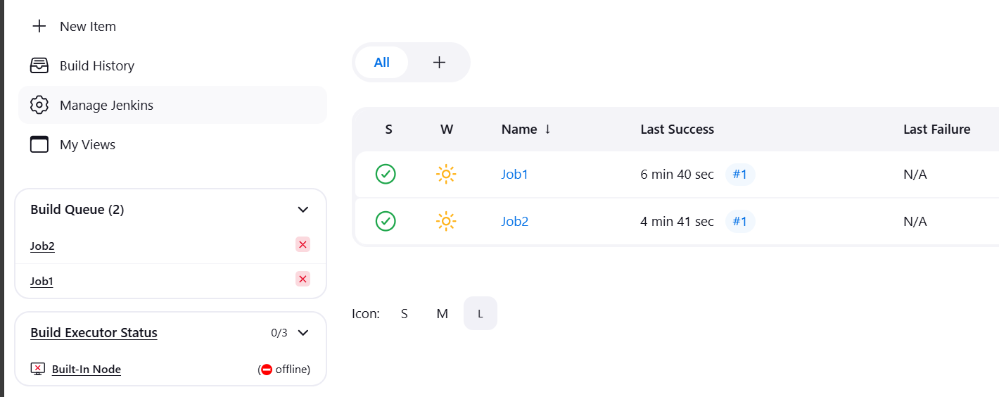 New Item
Build History
Manage Jenkins
My Views
Build Queue (2)
Job2
Job1
Build Executor Status 0/3
Built-In Node (offline)
All +
S W Name ↓ Last Success Last Failure
Job1 6 min 40 sec #1 N/A
Job2 4 min 41 sec #1 N/A
Icon: S M L